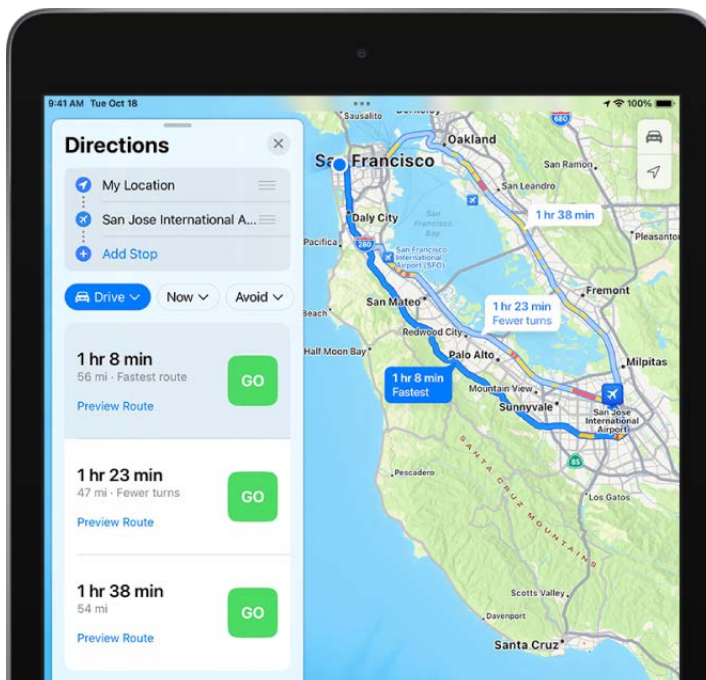 9:41 AM Tue Oct 18
100%
Directions
My Location
San Jose International A...
Add Stop
Drive
Now
Avoid
1 hr 8 min
56 mi · Fastest route
Preview Route
GO
1 hr 23 min
47 mi · Fewer turns
Preview Route
GO
1 hr 38 min
54 mi
Preview Route
GO
Sausalito
680
Oakland
San Francisco
San Ramon
San Leandro
1 hr 38 min
Daly City
San
Francisco
Bay
Pleasanto
Pacifica
280
San Francisco
International
Airport (SFO)
Fremont
San Mateo
1 hr 23 min
Fewer turns
Beach
Redwood City
Half Moon Bay
Palo Alto
Milpitas
1 hr 8 min
Fastest
Mountain View
Sunnyvale
San Jose
International
Airport
85
SANTA CRUZ MOUNTAINS
Pescadero
Los Gatos
Scotts Valley
Davenport
Santa Cruz